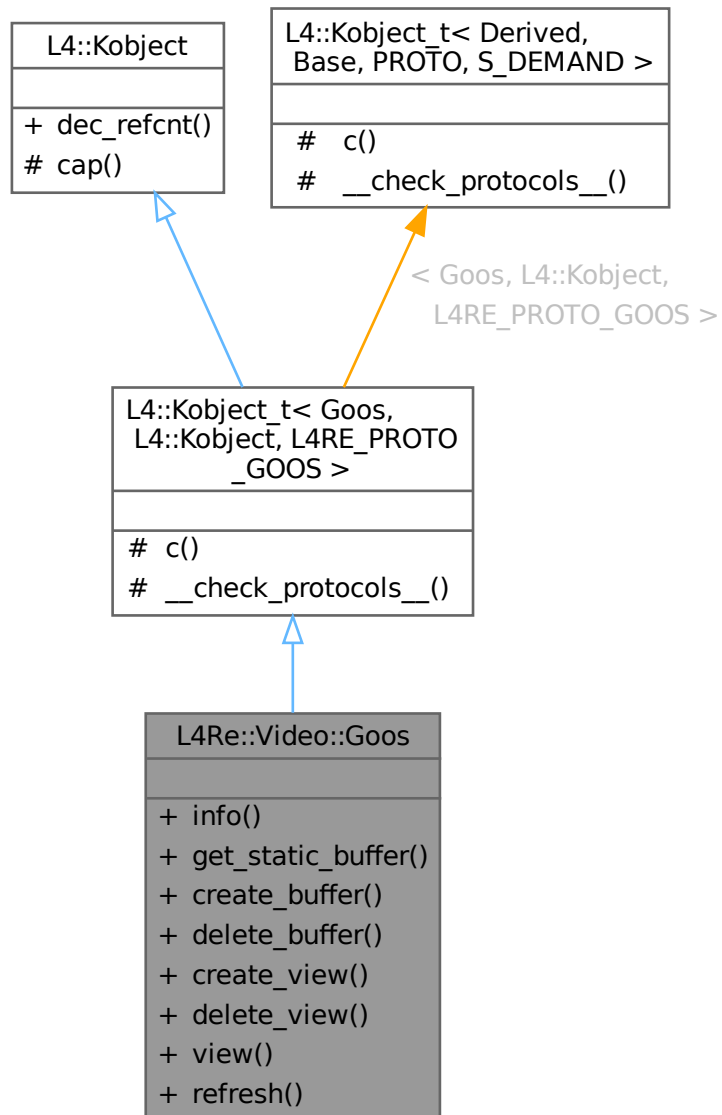 L4::Kobject
+ dec_refcnt()
# cap()
L4::Kobject_t< Derived,
Base, PROTO, S_DEMAND >
# c()
# __check_protocols__()
< Goos, L4::Kobject,
L4RE_PROTO_GOOS >
L4::Kobject_t< Goos,
L4::Kobject, L4RE_PROTO
_GOOS >
# c()
# __check_protocols__()
L4Re::Video::Goos
+ info()
+ get_static_buffer()
+ create_buffer()
+ delete_buffer()
+ create_view()
+ delete_view()
+ view()
+ refresh()